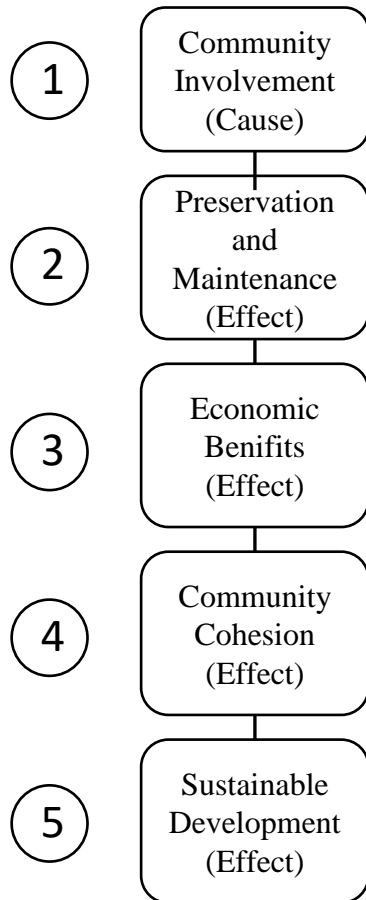 1
Community
Involvement
(Cause)
2
Preservation
and
Maintenance
(Effect)
3
Economic
Benifits
(Effect)
4
Community
Cohesion
(Effect)
5
Sustainable
Development
(Effect)